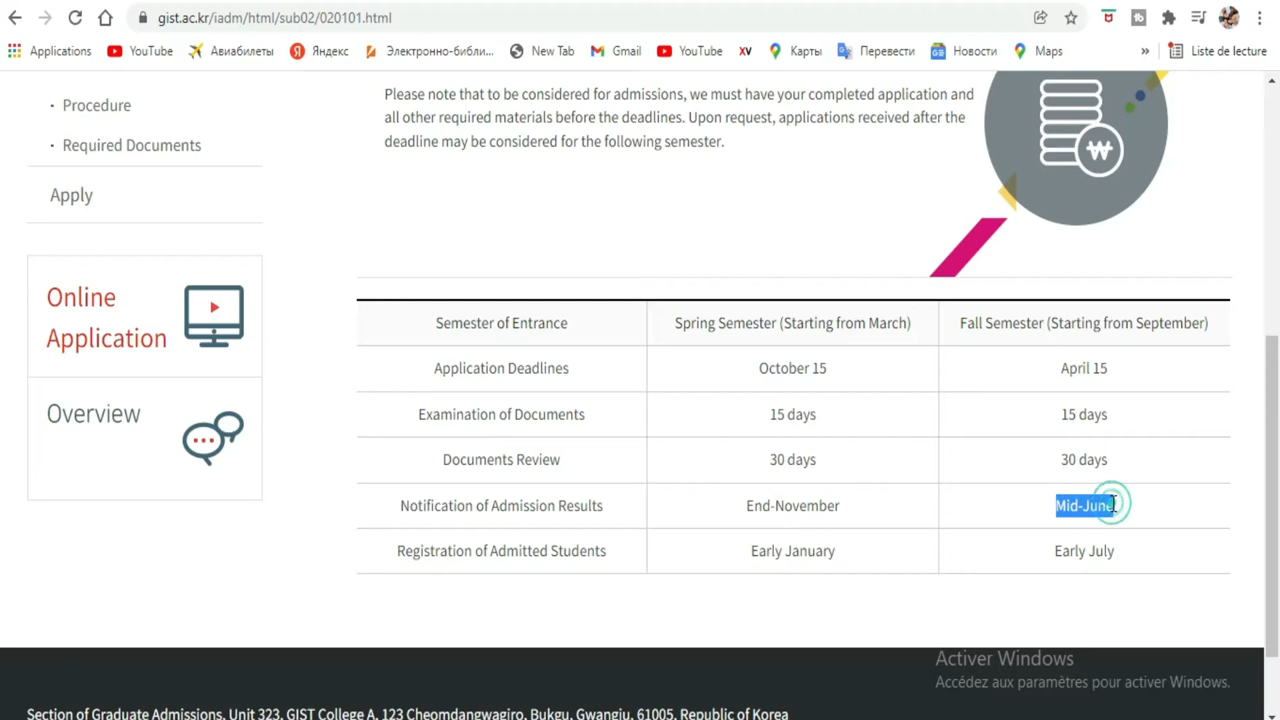 gist.ac.kr/iadm/html/sub02/020101.html
Applications YouTube Авиабилеты Яндекс Электронно-библи... New Tab Gmail YouTube XV Карты Перевести Новости Maps » Liste de lecture
· Procedure
· Required Documents
Apply
Online
Application
Overview
Please note that to be considered for admissions, we must have your completed application and
all other required materials before the deadlines. Upon request, applications received after the
deadline may be considered for the following semester.
₩
Semester of Entrance Spring Semester (Starting from March) Fall Semester (Starting from September)
Application Deadlines October 15 April 15
Examination of Documents 15 days 15 days
Documents Review 30 days 30 days
Notification of Admission Results End-November Mid-June
Registration of Admitted Students Early January Early July
Activer Windows
Accédez aux paramètres pour activer Windows.
Section of Graduate Admissions, Unit 323, GIST College A, 123 Cheomdangwagiro, Bukgu, Gwangju, 61005, Republic of Korea